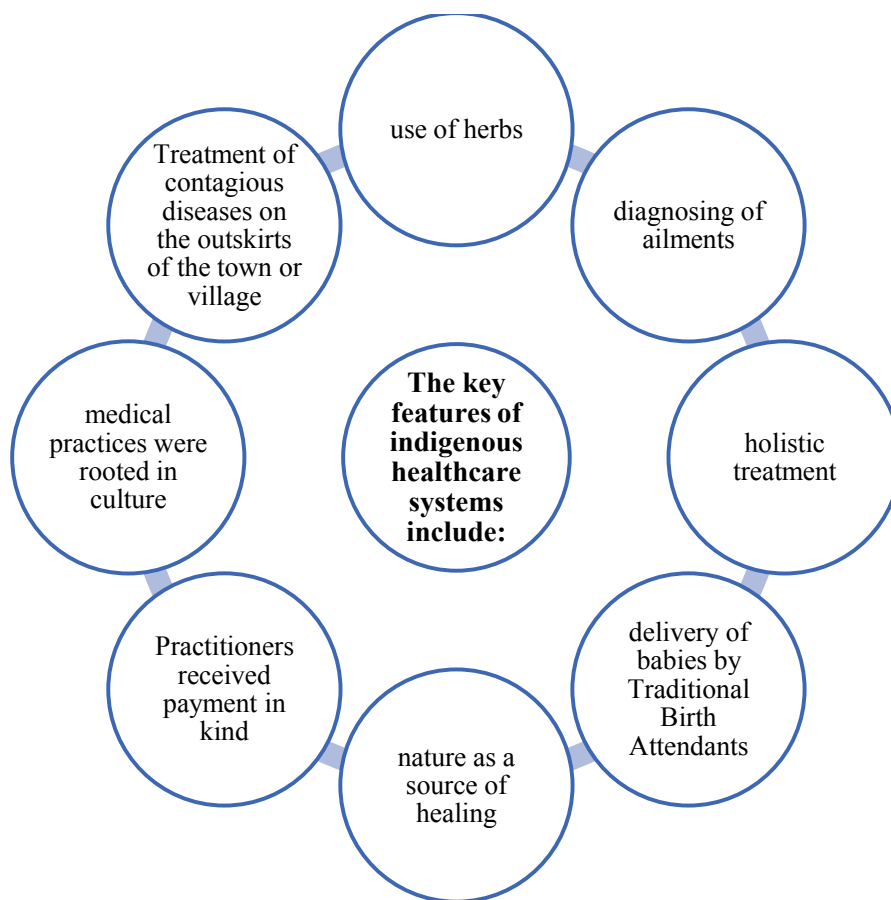 The key
features of
indigenous
healthcare
systems
include:
use of herbs
diagnosing of
ailments
holistic
treatment
delivery of
babies by
Traditional
Birth
Attendants
nature as a
source of
healing
Practitioners
received
payment in
kind
medical
practices were
rooted in
culture
Treatment of
contagious
diseases on
the outskirts
of the town or
village